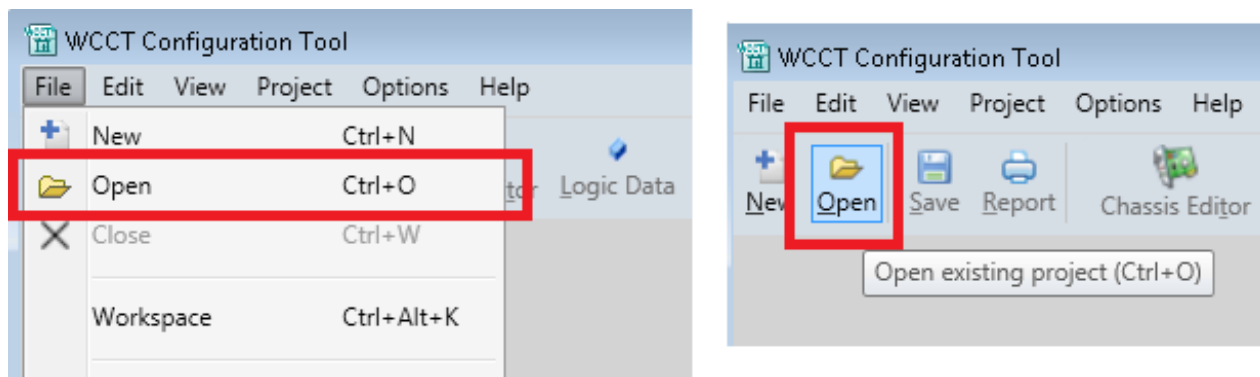 WCCT Configuration Tool
File Edit View Project Options Help
New Ctrl+N
Open Ctrl+O
Logic Data
Close Ctrl+W
Workspace Ctrl+Alt+K
WCCT Configuration Tool
File Edit View Project Options Help
New Open Save Report Chassis Editor
Open existing project (Ctrl+O)